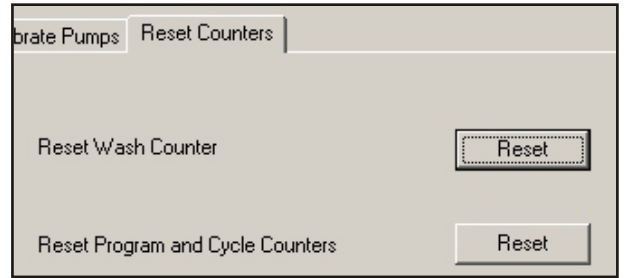 brate Pumps Reset Counters
Reset Wash Counter Reset
Reset Program and Cycle Counters Reset